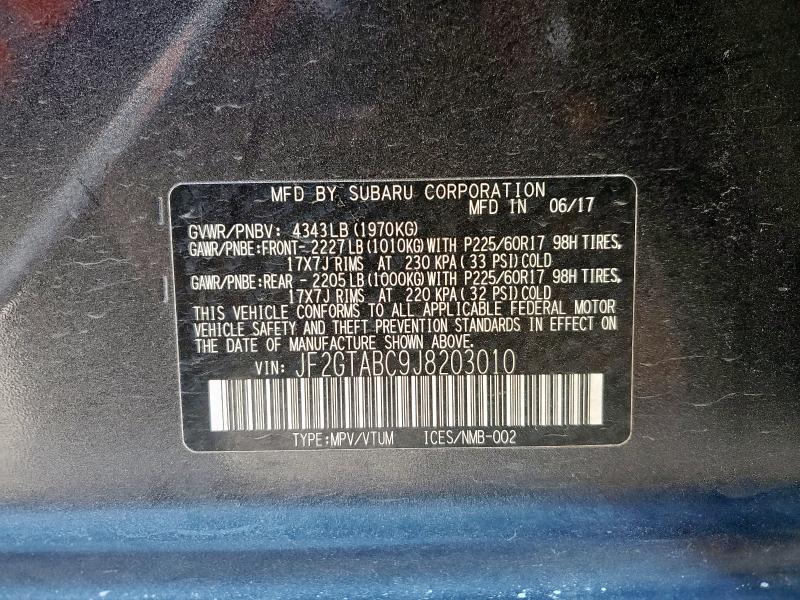 MFD BY SUBARU CORPORATION
MFD IN 06/17
GVWR/PNBV: 4343LB (1970KG)
GAWR/PNBE:FRONT- 2227LB (1010KG) WITH P225/60R17 98H TIRES,
17X7J RIMS AT 230 KPA (33 PSI) COLD
GAWR/PNBE:REAR - 2205LB (1000KG) WITH P225/60R17 98H TIRES,
17X7J RIMS AT 220 KPA (32 PSI) COLD
THIS VEHICLE CONFORMS TO ALL APPLICABLE FEDERAL MOTOR
VEHICLE SAFETY AND THEFT PREVENTION STANDARDS IN EFFECT ON
THE DATE OF MANUFACTURE SHOWN ABOVE.
VIN: JF2GTABC9J8203010
TYPE:MPV/VTUM ICES/NMB-002